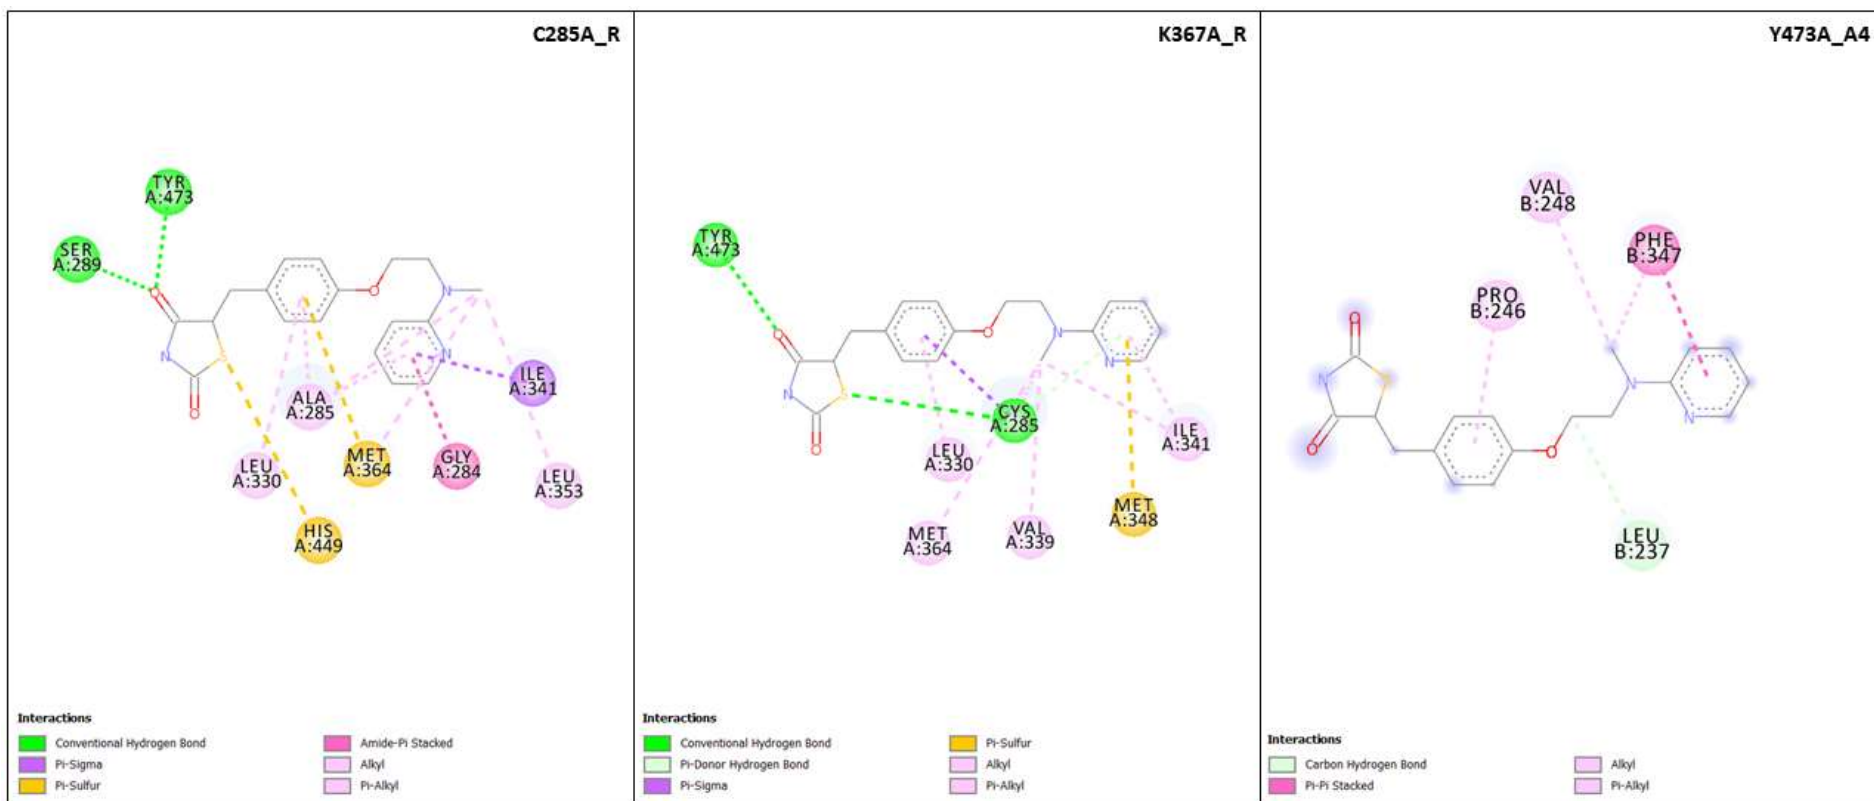 C285A_R
TYR
A:473
SER
A:289
O
N
S
O
O
N
N
ALA
A:285
ILE
A:341
LEU
A:330
MET
A:364
GLY
A:284
LEU
A:353
HIS
A:449
Interactions
Conventional Hydrogen Bond
Pi-Sigma
Pi-Sulfur
Amide-Pi Stacked
Alkyl
Pi-Alkyl
K367A_R
TYR
A:473
O
N
S
O
O
N
N
CYS
A:285
LEU
A:330
ILE
A:341
MET
A:364
VAL
A:339
MET
A:348
Interactions
Conventional Hydrogen Bond
Pi-Donor Hydrogen Bond
Pi-Sigma
Pi-Sulfur
Alkyl
Pi-Alkyl
Y473A_A4
VAL
B:248
PHE
B:347
PRO
B:246
O
N
S
O
O
N
N
LEU
B:237
Interactions
Carbon Hydrogen Bond
Pi-Pi Stacked
Alkyl
Pi-Alkyl